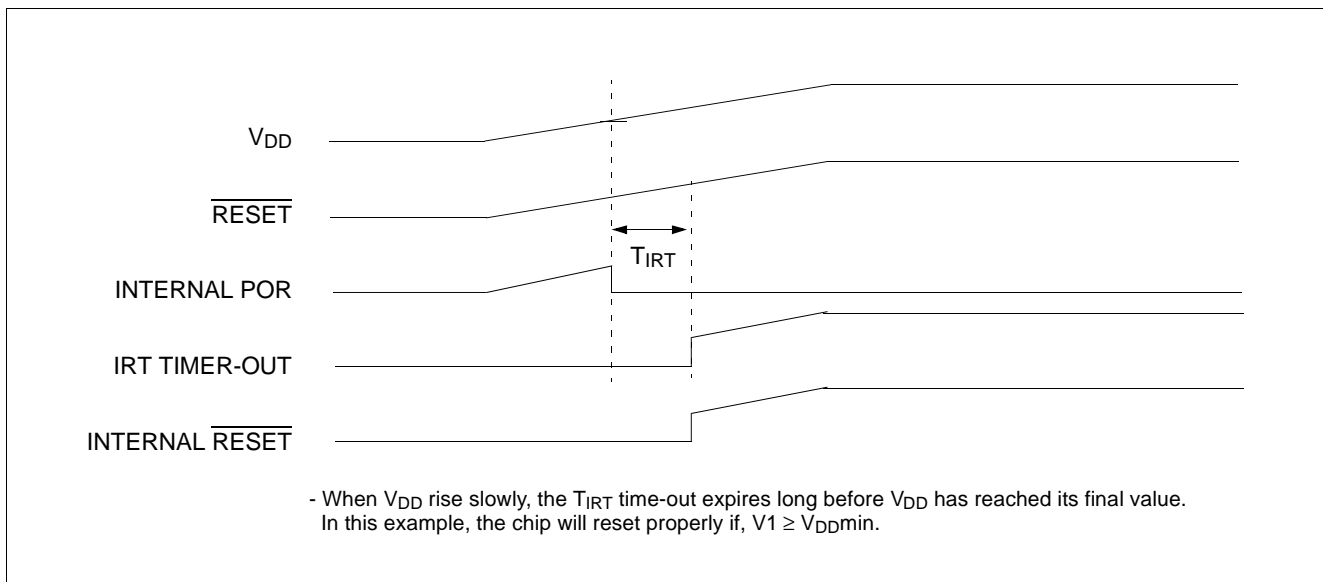 VDD
RESET
TIRT
INTERNAL POR
IRT TIMER-OUT
INTERNAL RESET
- When VDD rise slowly, the TIRT time-out expires long before VDD has reached its final value.
In this example, the chip will reset properly if, V1 ≥ VDDmin.